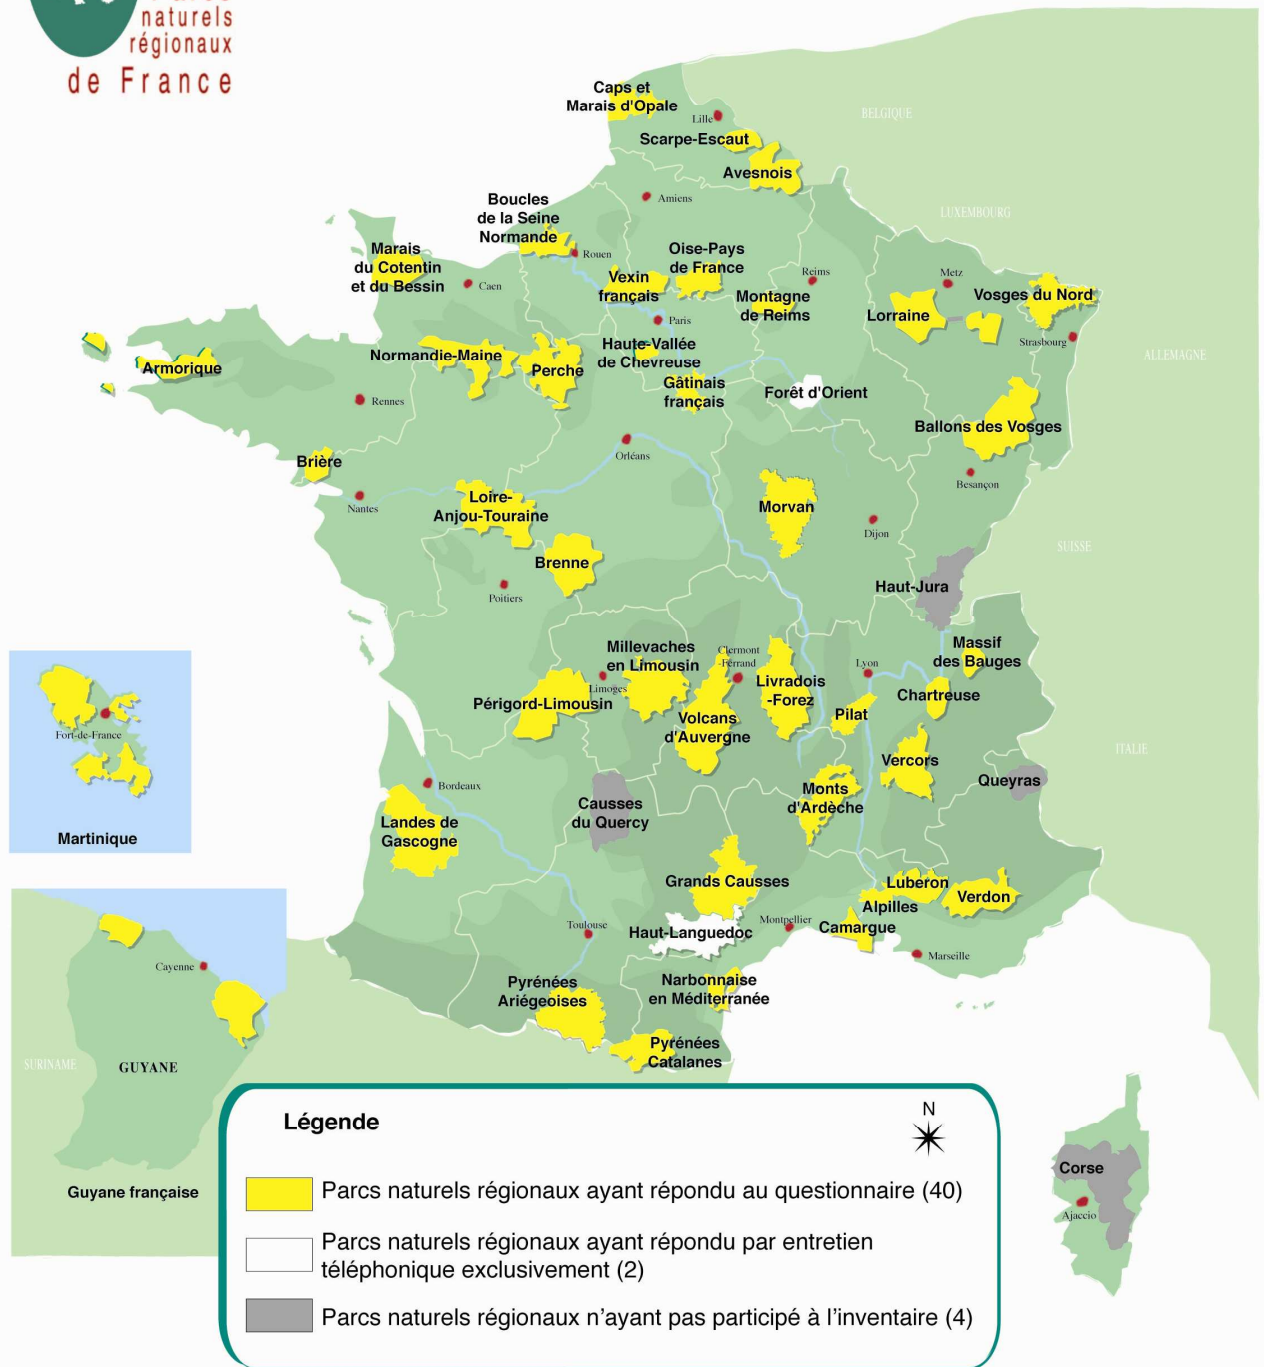 naturels
régionaux
de France
Caps et
Marais d'Opale
Lille
BELGIQUE
Scarpe-Escaut
Avesnois
Amiens
LUXEMBOURG
Boucles
de la Seine
Normande
Rouen
Marais
du Cotentin
et du Bessin
Caen
Oise-Pays
de France
Vexin
français
Reims
Montagne
de Reims
Metz
Lorraine
Vosges du Nord
Strasbourg
Paris
ALLEMAGNE
Haute-Vallée
de Chevreuse
Normandie-Maine
Perche
Armorique
Gâtinais
français
Forêt d'Orient
Rennes
Ballons des Vosges
Orléans
Brière
Besançon
Nantes
Loire-
Anjou-Touraine
Morvan
Dijon
SUISSE
Brenne
Haut-Jura
Poitiers
Massif
des Bauges
Millevaches
en Limousin
Clermont
-Ferrand
Lyon
Limoges
Livradois
-Forez
Chartreuse
Périgord-Limousin
Volcans
d'Auvergne
Pilat
Fort-de-France
ITALIE
Vercors
Queyras
Bordeaux
Monts
d'Ardèche
Causses
du Quercy
Landes de
Gascogne
Martinique
Grands Causses
Luberon
Verdon
Alpilles
Toulouse
Haut-Languedoc
Montpellier
Camargue
Marseille
Cayenne
Pyrénées
Ariégeoises
Narbonnaise
en Méditerranée
Pyrénées
Catalanes
SURINAME
GUYANE
Guyane française
Légende
N
Parcs naturels régionaux ayant répondu au questionnaire (40)
Parcs naturels régionaux ayant répondu par entretien
téléphonique exclusivement (2)
Parcs naturels régionaux n'ayant pas participé à l'inventaire (4)
Corse
Ajaccio